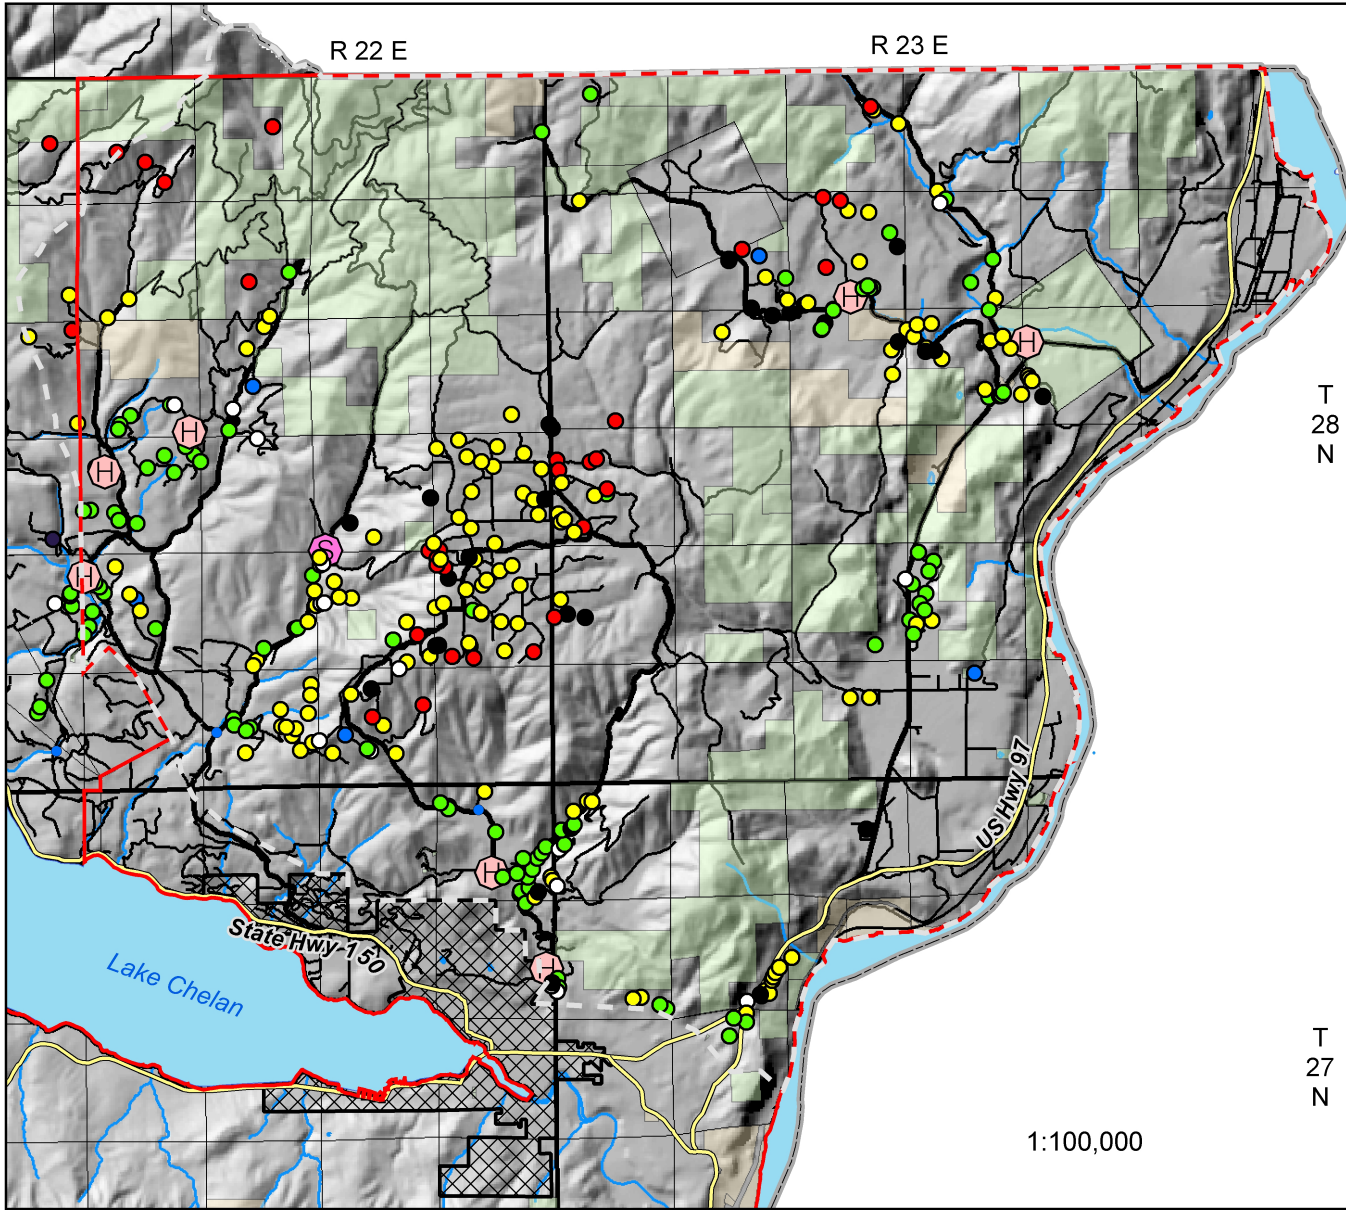 R 22 E
R 23 E
T
28
N
H
H
H
H
S
H
US Hwy 97
H
State Hwy 150
H
Lake Chelan
T
27
N
1:100,000